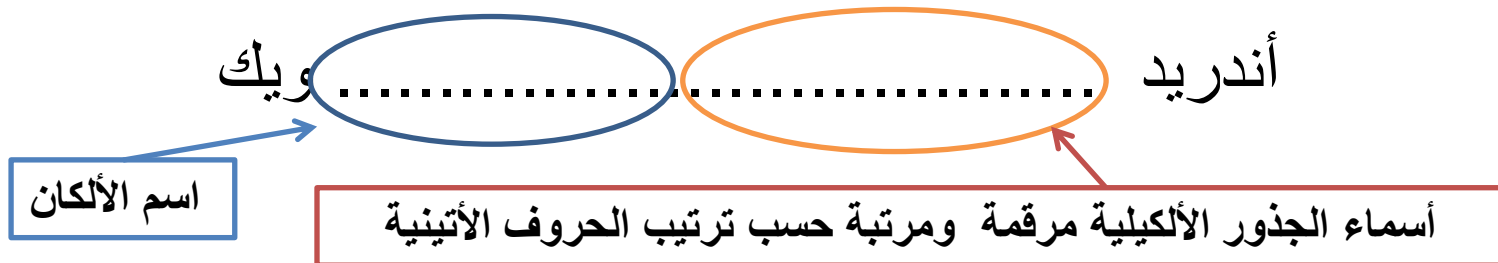 أندريد .......................................... ويك
اسم الألكان
أسماء الجذور الألكيلية مرقمة ومرتبة حسب ترتيب الحروف الأتينية